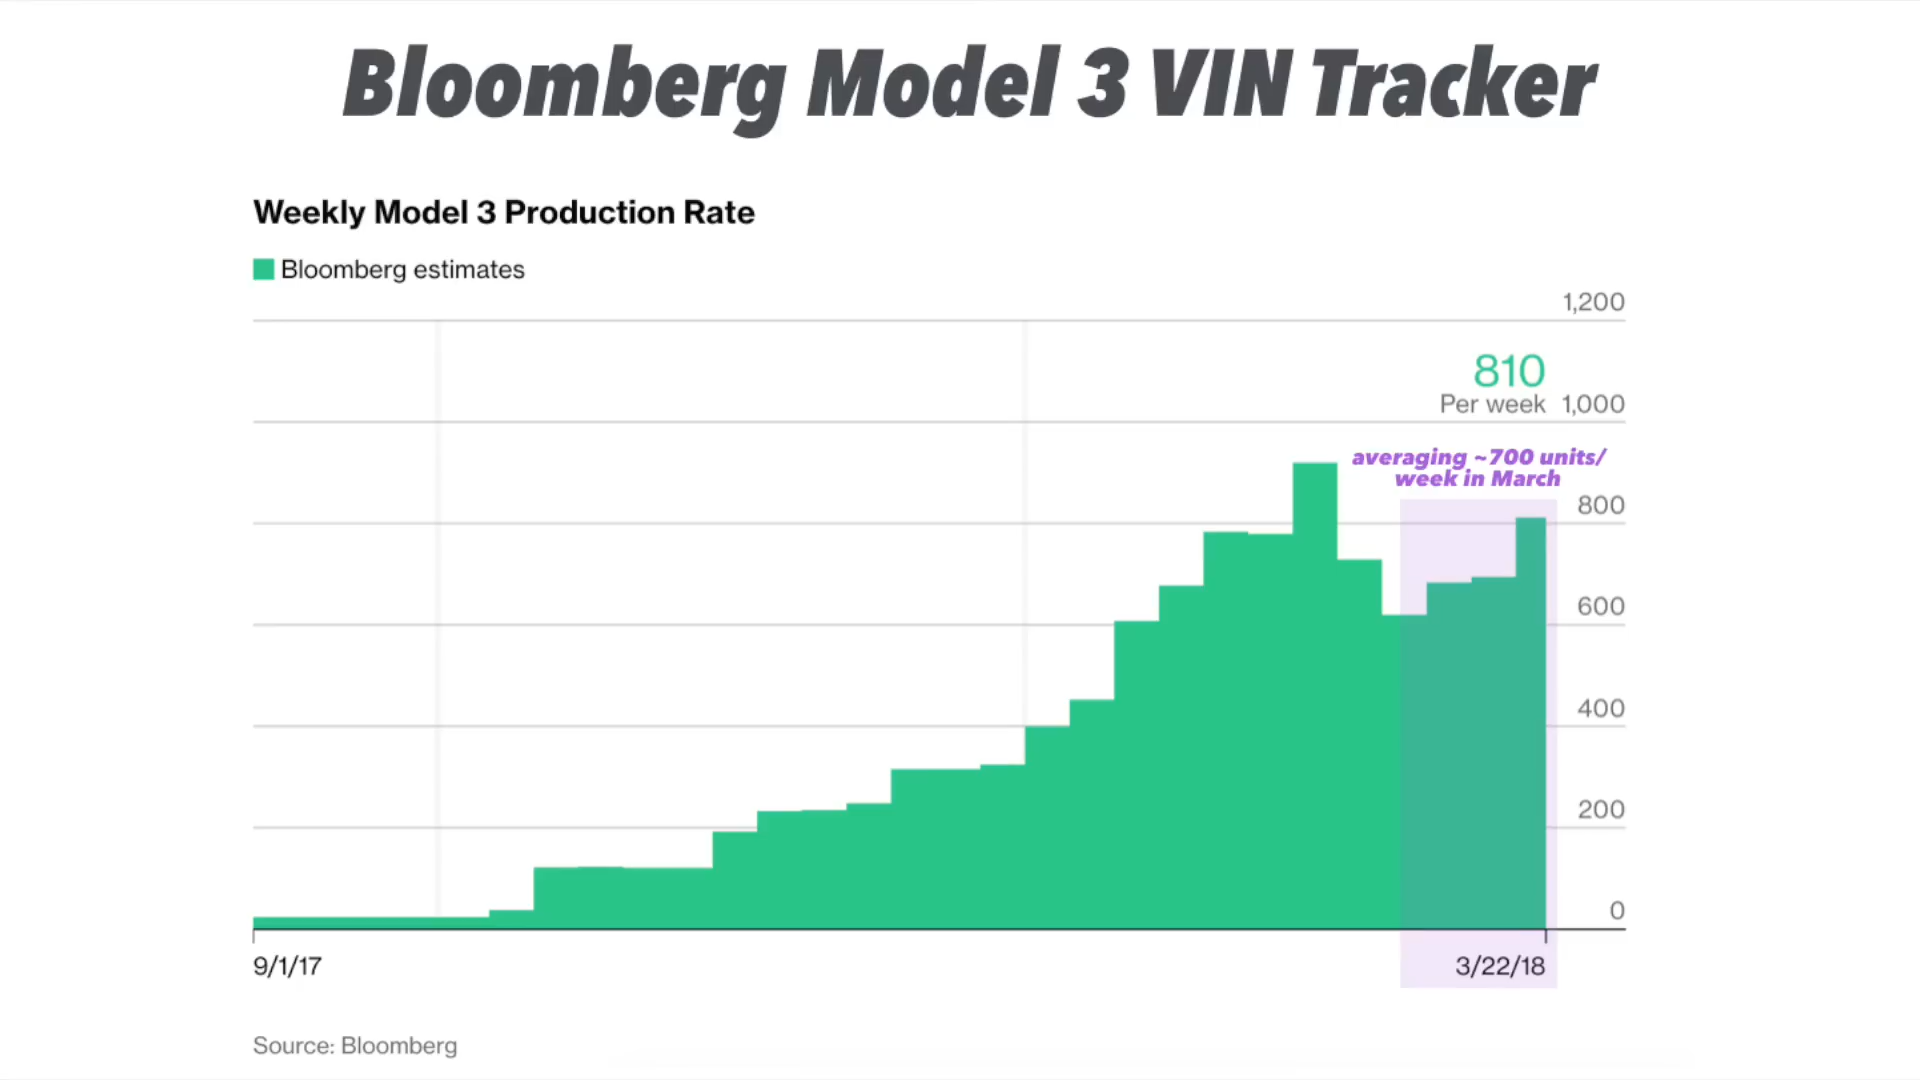 Bloomberg Model 3 VIN Tracker
Weekly Model 3 Production Rate
Bloomberg estimates
1,200
810
Per week
1,000
averaging ~700 units/
week in March
800
600
400
200
0
9/1/17
3/22/18
Source: Bloomberg